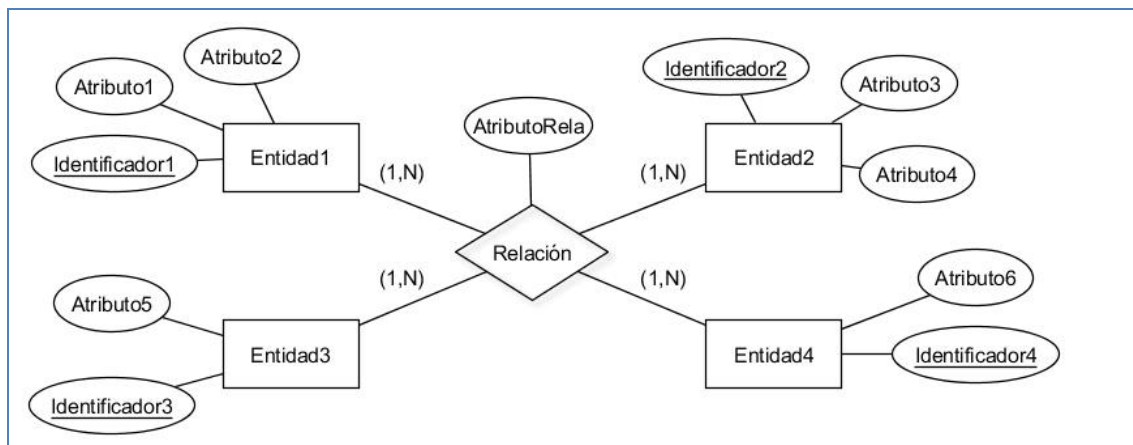 Atributo2
Atributo1
Identificador1
Entidad1
(1,N)
AtributoRela
Identificador2
Atributo3
Entidad2
Atributo4
(1,N)
Relación
Atributo5
Entidad3
Identificador3
(1,N)
(1,N)
Atributo6
Entidad4
Identificador4